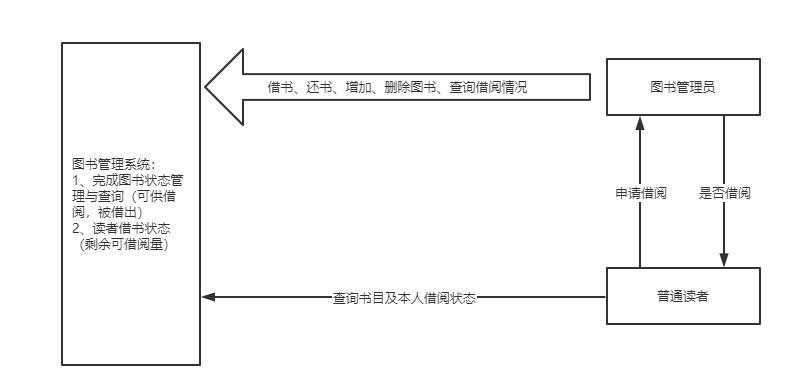 借书、还书、增加、删除图书、查询借阅情况
图书管理员
图书管理系统：
1、完成图书状态管
理与查询（可供借
阅，被借出）
2、读者借书状态
（剩余可借阅量）
申请借阅
是否借阅
查询书目及本人借阅状态
普通读者